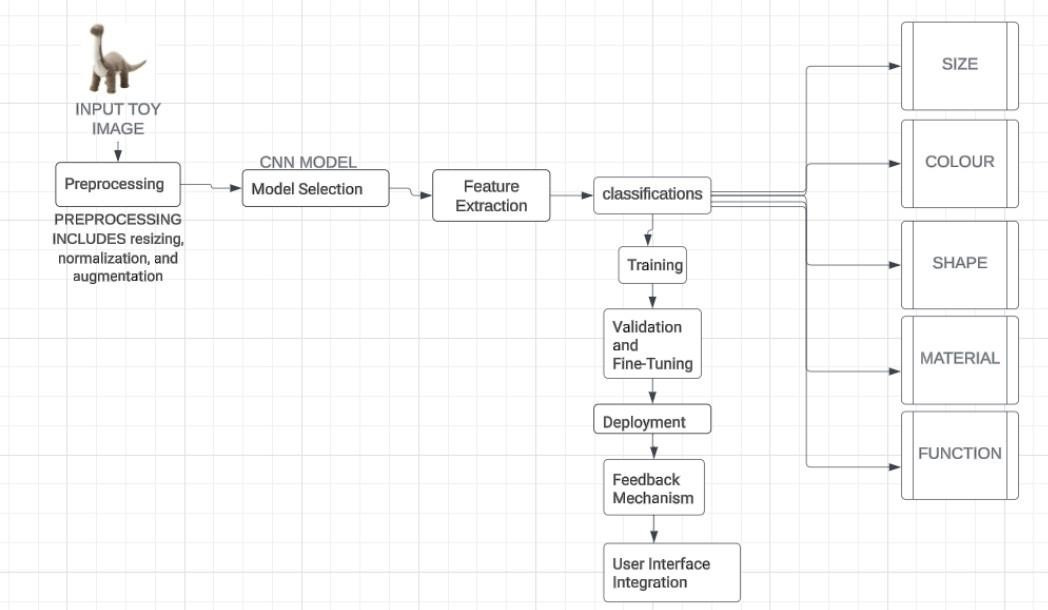 INPUT TOY
IMAGE
Preprocessing
PREPROCESSING
INCLUDES resizing,
normalization, and
augmentation
CNN MODEL
Model Selection
Feature
Extraction
classifications
Training
Validation
and
Fine-Tuning
Deployment
Feedback
Mechanism
User Interface
Integration
SIZE
COLOUR
SHAPE
MATERIAL
FUNCTION